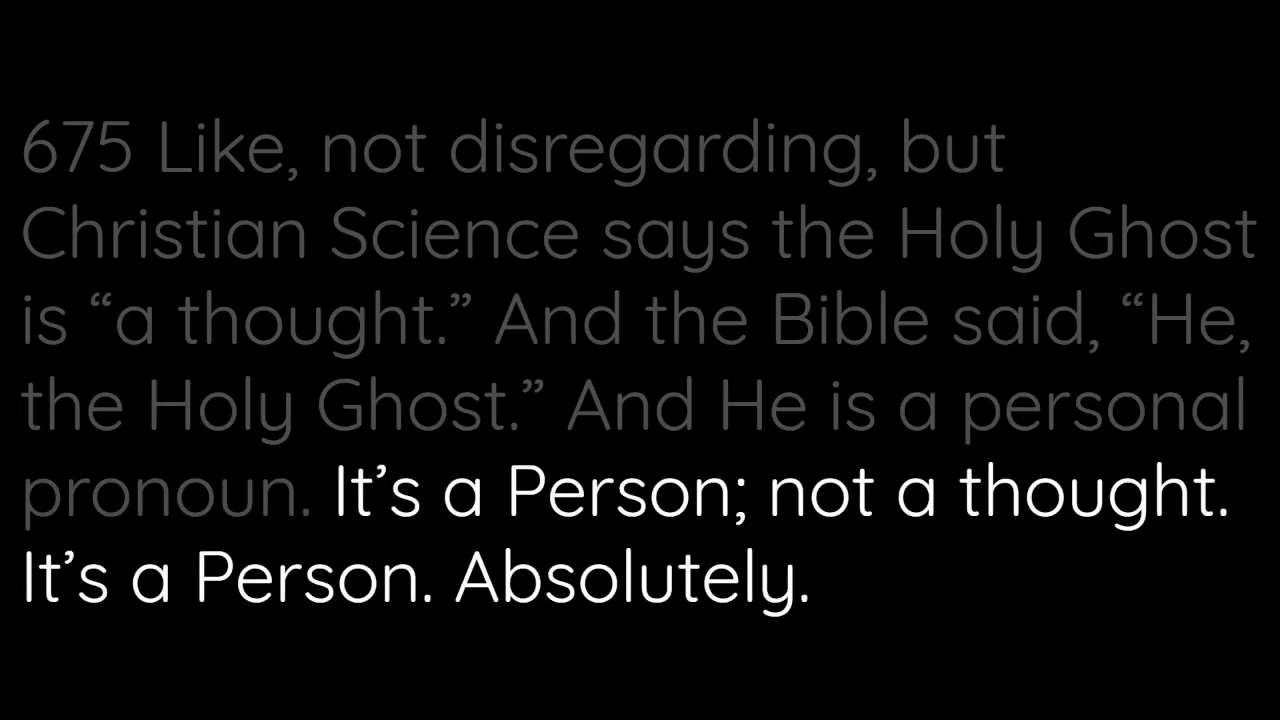 675 Like, not disregarding, but
Christian Science says the Holy Ghost
is “a thought.” And the Bible said, “He,
the Holy Ghost.” And He is a personal
pronoun. It’s a Person; not a thought.
It’s a Person. Absolutely.